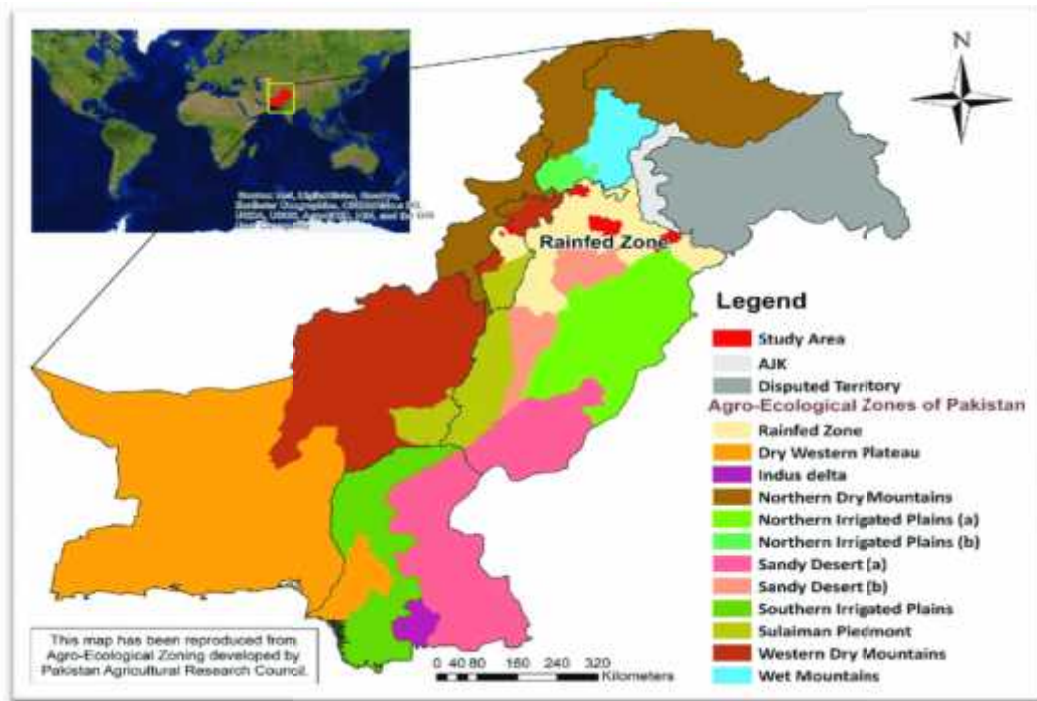 N
Rainfed Zone
Legend
Study Area
AJK
Disputed Territory
Agro-Ecological Zones of Pakistan
Rainfed Zone
Dry Western Plateau
Indus delta
Northern Dry Mountains
Northern Irrigated Plains (a)
Northern Irrigated Plains (b)
Sandy Desert (a)
Sandy Desert (b)
Southern Irrigated Plains
Sulaiman Piedmont
Western Dry Mountains
Wet Mountains
This map has been reproduced from
Agro-Ecological Zoning developed by
Pakistan Agricultural Research Council.
0 40 80 160 240 320
Kilometers